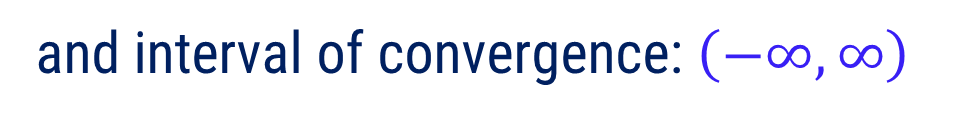 and interval of convergence: (−∞, ∞)